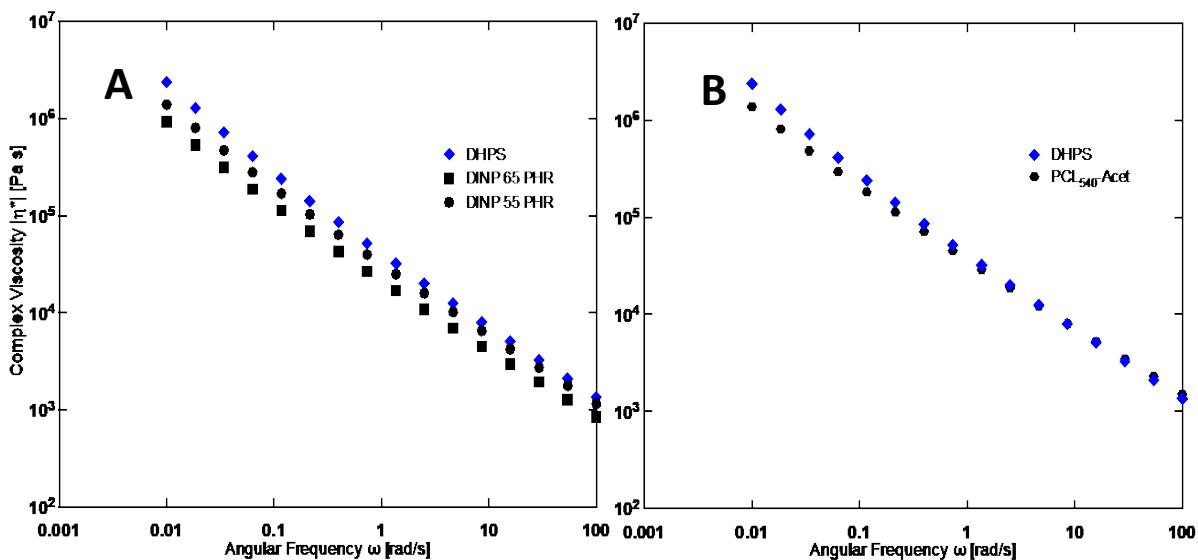 A
Complex Viscosity |η*| [Pa s]
10⁷
10⁶
10⁵
10⁴
10³
10²
DHPS
DINP 65 PHR
DINP 55 PHR
0.001 0.01 0.1 1 10 100
Angular Frequency ω [rad/s]
B
10⁷
10⁶
10⁵
10⁴
10³
10²
DHPS
PCL₅₄₀-Acet
0.001 0.01 0.1 1 10 100
Angular Frequency ω [rad/s]